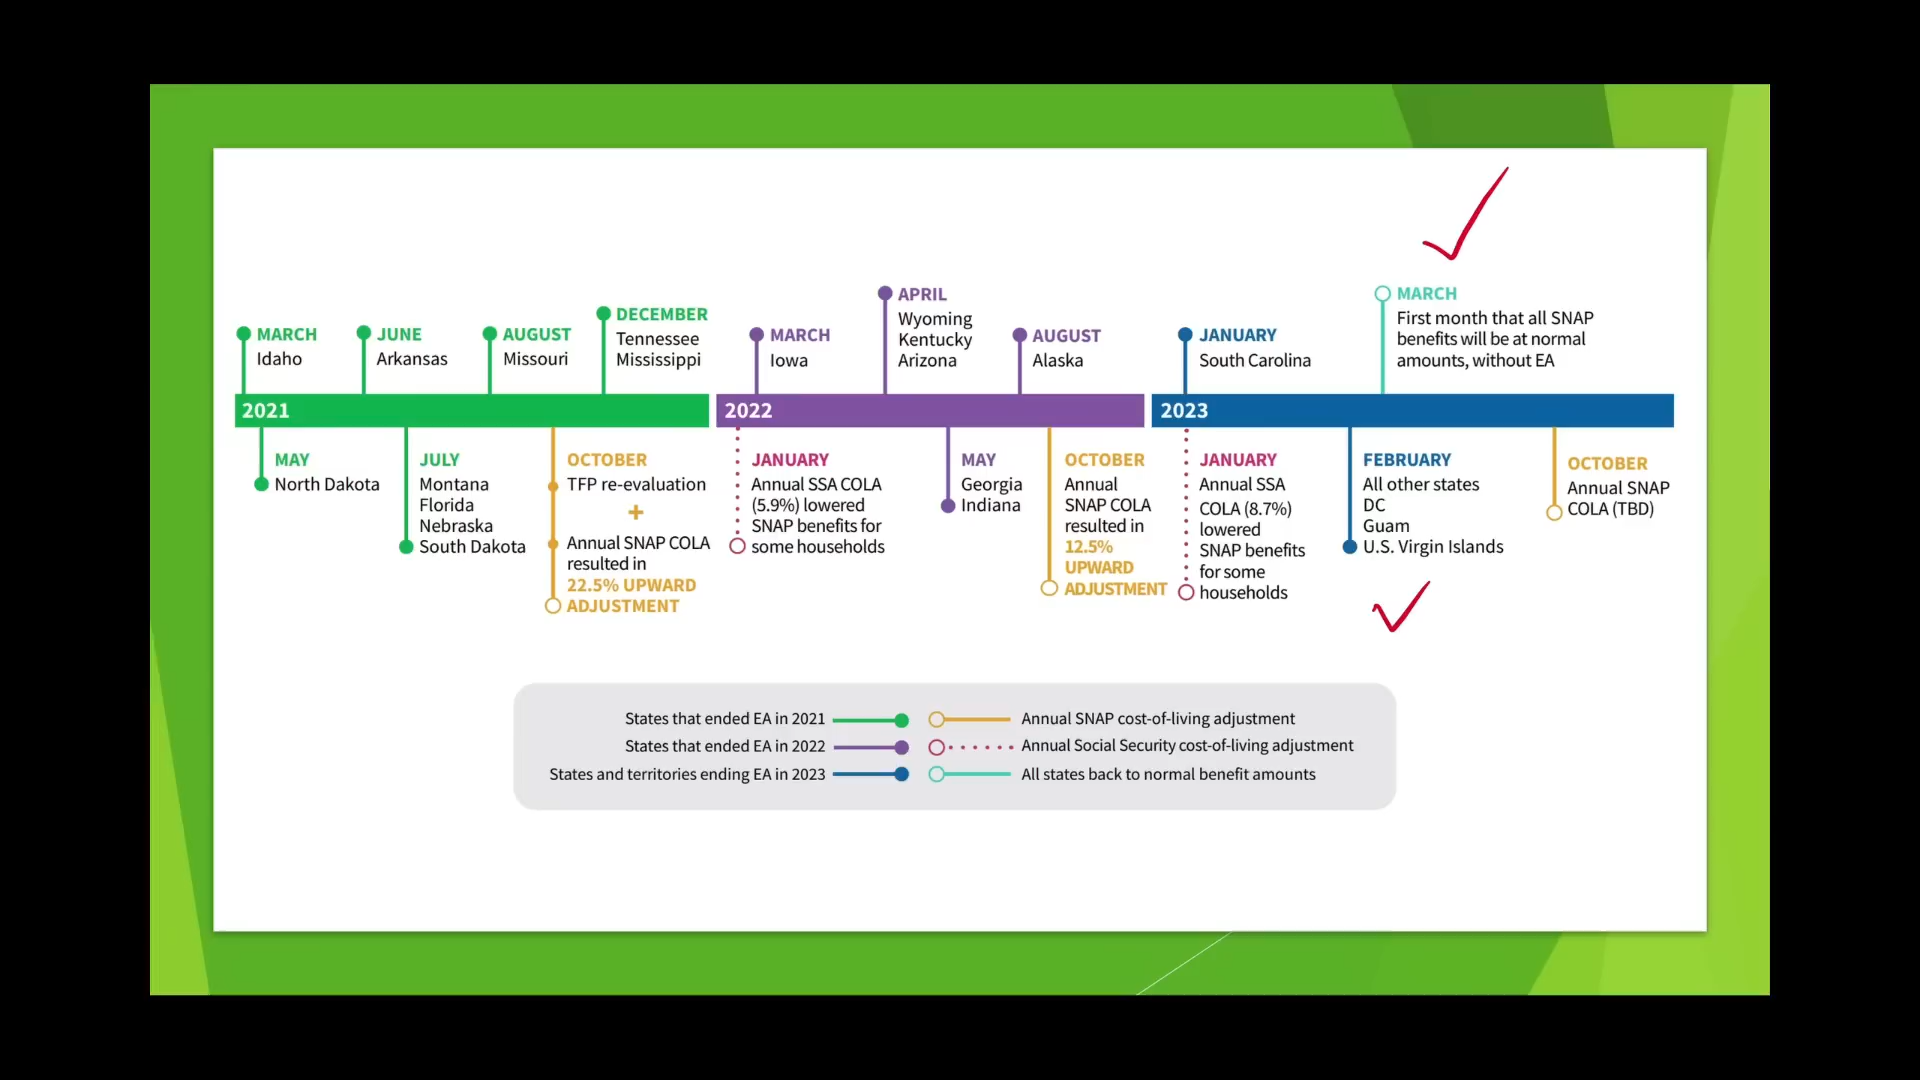 MARCH
Idaho
JUNE
Arkansas
AUGUST
Missouri
DECEMBER
Tennessee
Mississippi
MARCH
Iowa
APRIL
Wyoming
Kentucky
Arizona
AUGUST
Alaska
JANUARY
South Carolina
MARCH
First month that all SNAP
benefits will be at normal
amounts, without EA
2021
2022
2023
MAY
North Dakota
JULY
Montana
Florida
Nebraska
South Dakota
OCTOBER
TFP re-evaluation
+
Annual SNAP COLA
resulted in
22.5% UPWARD
ADJUSTMENT
JANUARY
Annual SSA COLA
(5.9%) lowered
SNAP benefits for
some households
MAY
Georgia
Indiana
OCTOBER
Annual
SNAP COLA
resulted in
12.5%
UPWARD
ADJUSTMENT
JANUARY
Annual SSA
COLA (8.7%)
lowered
SNAP benefits
for some
households
FEBRUARY
All other states
DC
Guam
U.S. Virgin Islands
OCTOBER
Annual SNAP
COLA (TBD)
States that ended EA in 2021
States that ended EA in 2022
States and territories ending EA in 2023
Annual SNAP cost-of-living adjustment
Annual Social Security cost-of-living adjustment
All states back to normal benefit amounts